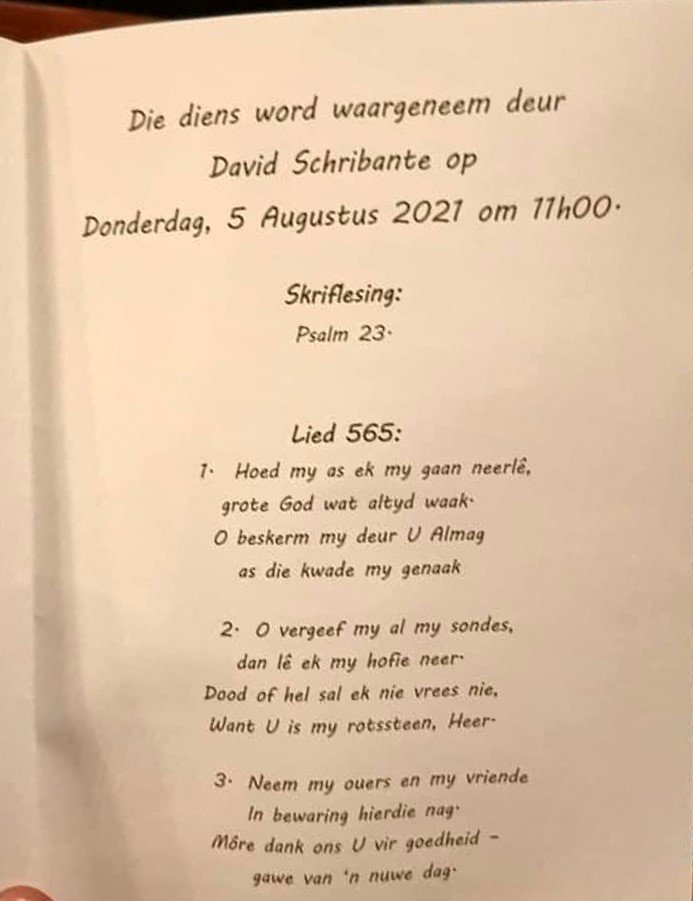 Die diens word waargeneem deur
David Schribante op
Donderdag, 5 Augustus 2021 om 11h00.
Skriflesing:
Psalm 23.
Lied 565:
1. Hoed my as ek my gaan neerlê,
grote God wat altyd waak.
O beskerm my deur U Almag
as die kwade my genaak
2. O vergeef my al my sondes,
dan lê ek my hofie neer.
Dood of hel sal ek nie vrees nie,
Want U is my rotssteen, Heer.
3. Neem my ouers en my vriende
In bewaring hierdie nag.
Môre dank ons U vir goedheid –
gawe van 'n nuwe dag.